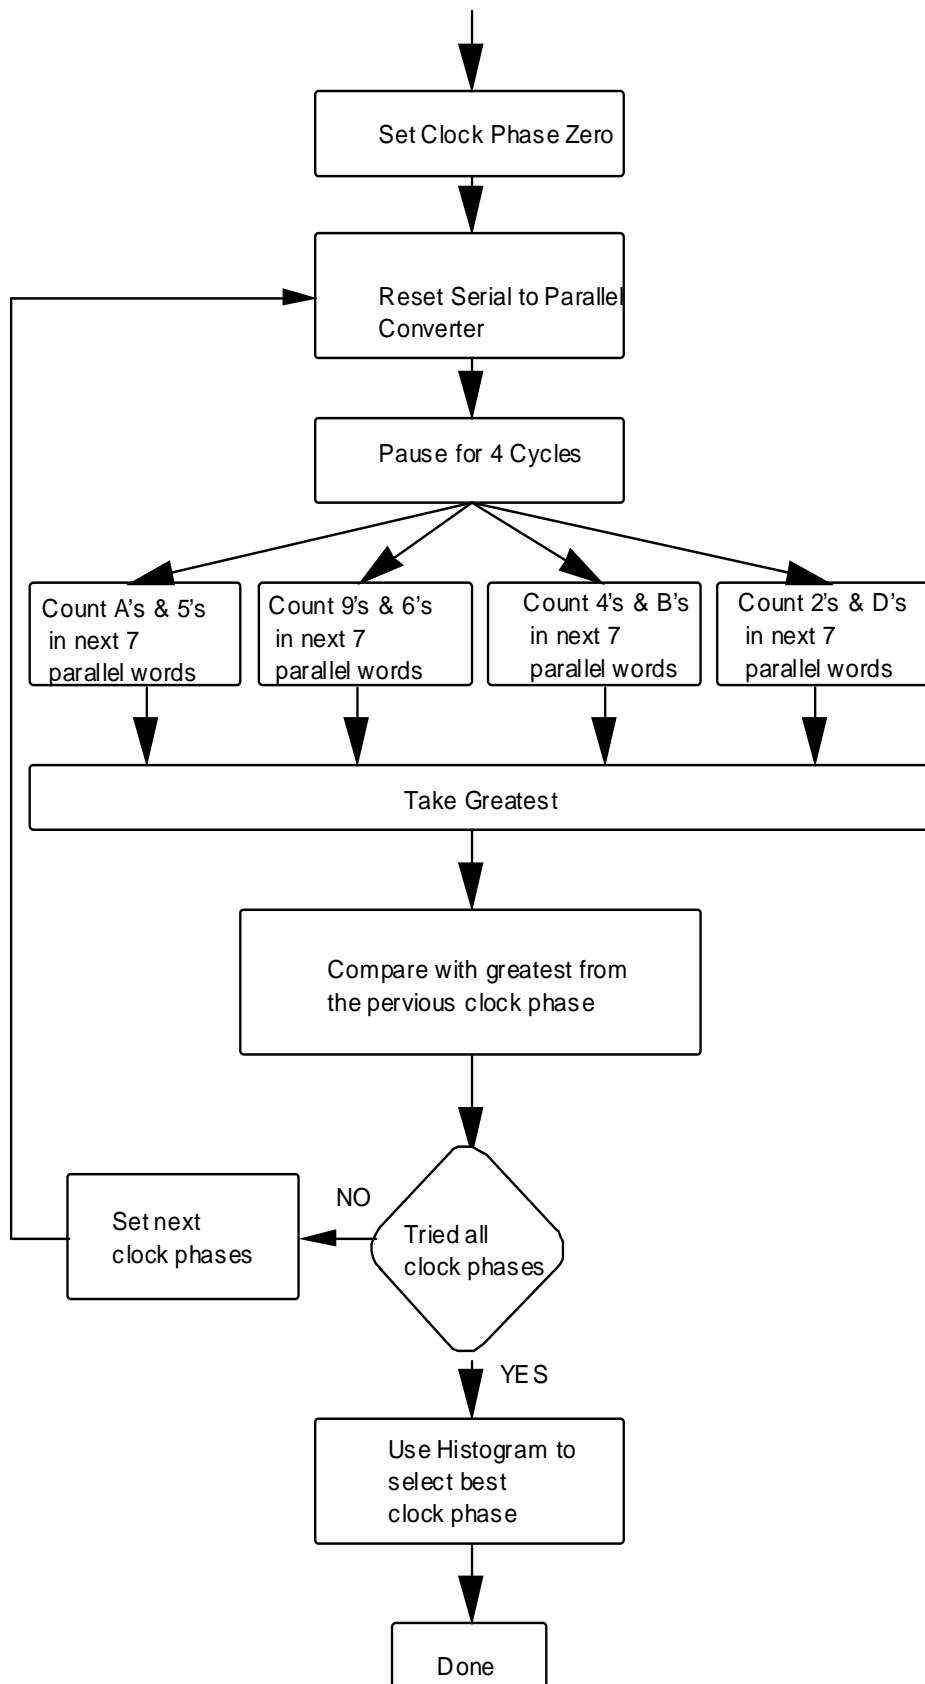 Set Clock Phase Zero
Reset Serial to Parallel
Converter
Pause for 4 Cycles
Count A's & 5's
in next 7
parallel words
Count 9's & 6's
in next 7
parallel words
Count 4's & B's
in next 7
parallel words
Count 2's & D's
in next 7
parallel words
Take Greatest
Compare with greatest from
the pervious clock phase
NO
Set next
clock phases
Tried all
clock phases
YES
Use Histogram to
select best
clock phase
Done